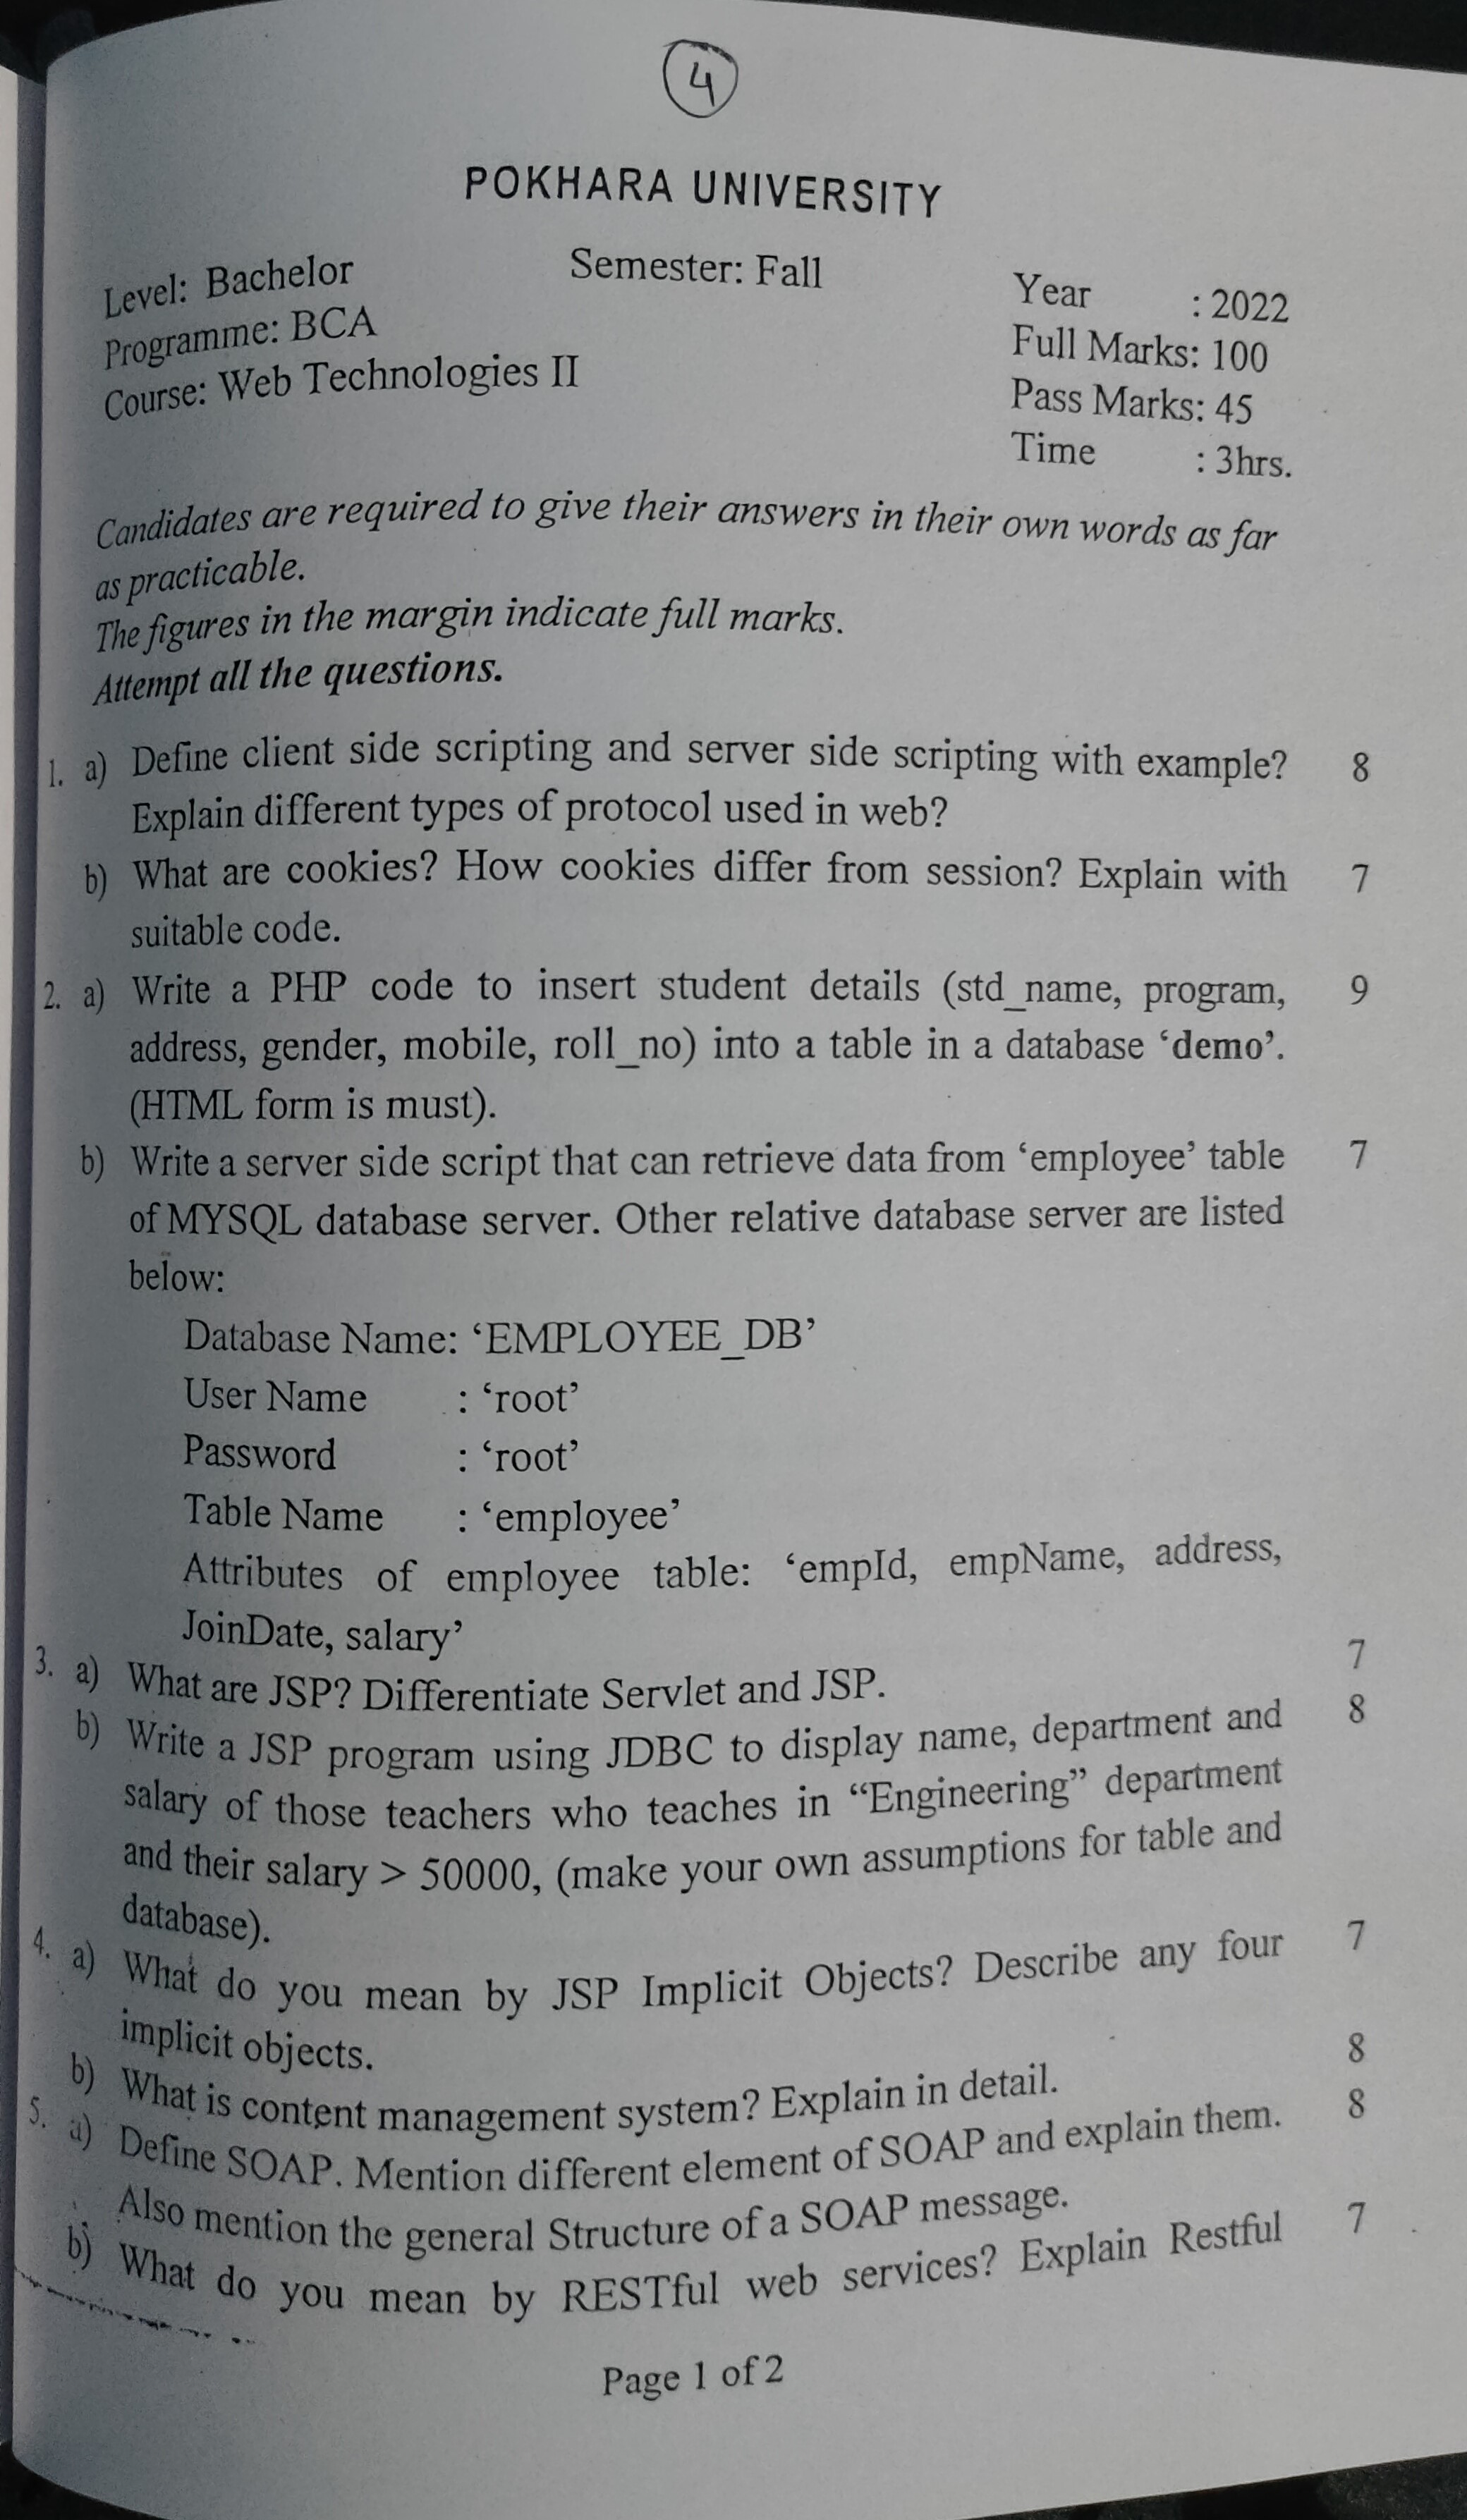 4
POKHARA UNIVERSITY
Level: Bachelor Semester: Fall Year : 2022
Programme: BCA Full Marks: 100
Course: Web Technologies II Pass Marks: 45
Time : 3hrs.
Candidates are required to give their answers in their own words as far
as practicable.
The figures in the margin indicate full marks.
Attempt all the questions.
1. a) Define client side scripting and server side scripting with example? 8
Explain different types of protocol used in web?
b) What are cookies? How cookies differ from session? Explain with 7
suitable code.
2. a) Write a PHP code to insert student details (std_name, program, 9
address, gender, mobile, roll_no) into a table in a database ‘demo’.
(HTML form is must).
b) Write a server side script that can retrieve data from ‘employee’ table 7
of MYSQL database server. Other relative database server are listed
below:
Database Name: ‘EMPLOYEE_DB’
User Name : ‘root’
Password : ‘root’
Table Name : ‘employee’
Attributes of employee table: ‘empId, empName, address,
JoinDate, salary’
3. a) What are JSP? Differentiate Servlet and JSP. 7
b) Write a JSP program using JDBC to display name, department and 8
salary of those teachers who teaches in “Engineering” department
and their salary > 50000, (make your own assumptions for table and
database).
4. a) What do you mean by JSP Implicit Objects? Describe any four 7
implicit objects.
b) What is content management system? Explain in detail. 8
5. a) Define SOAP. Mention different element of SOAP and explain them. 8
Also mention the general Structure of a SOAP message.
b) What do you mean by RESTful web services? Explain Restful 7
Page 1 of 2